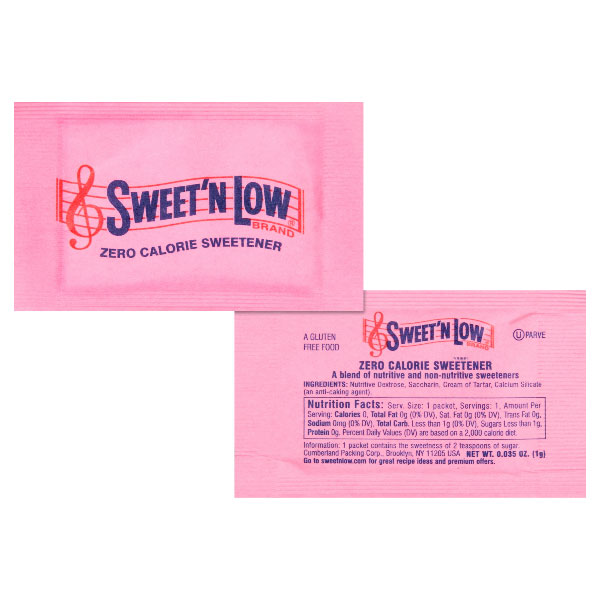 SWEET'N LOW®
BRAND
ZERO CALORIE SWEETENER
A GLUTEN
FREE FOOD
SWEET'N LOW
BRAND
U PARVE
ZERO CALORIE SWEETENER
A blend of nutritive and non-nutritive sweeteners
INGREDIENTS: Nutritive Dextrose, Saccharin, Cream of Tartar, Calcium Silicate
(an anti-caking agent).
Nutrition Facts: Serv. Size: 1 packet, Servings: 1, Amount Per
Serving: Calories 0, Total Fat 0g (0% DV), Sat. Fat 0g (0% DV), Trans Fat 0g,
Sodium 0mg (0% DV), Total Carb. Less than 1g (0% DV), Sugars Less than 1g,
Protein 0g, Percent Daily Values (DV) are based on a 2,000 calorie diet.
Information: 1 packet contains the sweetness of 2 teaspoons of sugar.
Cumberland Packing Corp., Brooklyn, NY 11205 USA NET WT. 0.035 OZ. (1g)
Go to sweetnlow.com for great recipe ideas and premium offers.